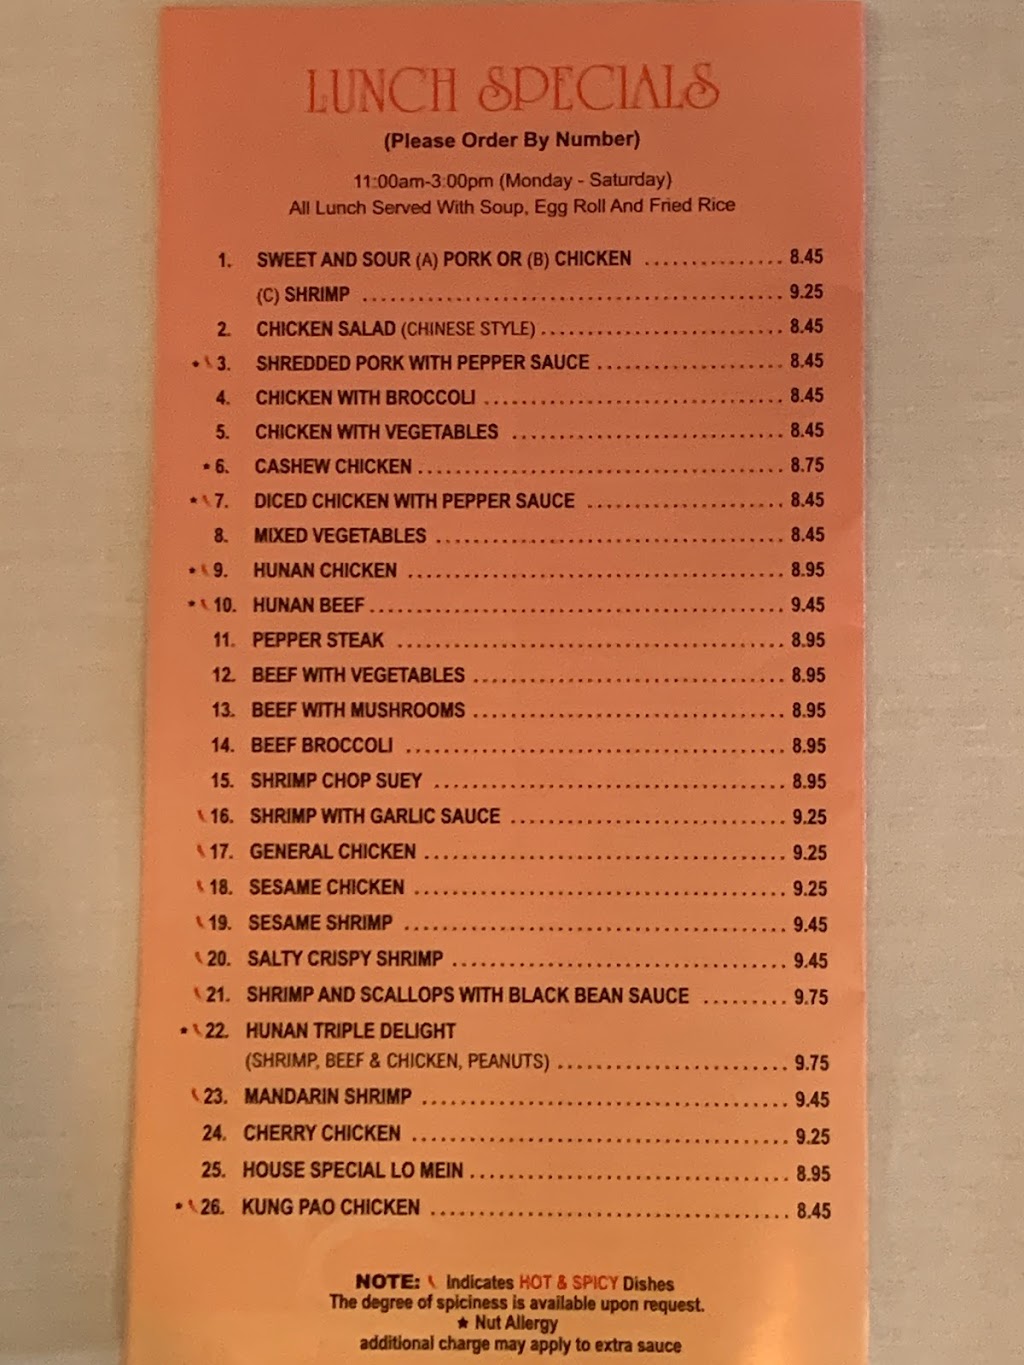 LUNCH SPECIALS
(Please Order By Number)
11:00am-3:00pm (Monday - Saturday)
All Lunch Served With Soup, Egg Roll And Fried Rice
1. SWEET AND SOUR (A) PORK OR (B) CHICKEN ............... 8.45
(C) SHRIMP ............................................. 9.25
2. CHICKEN SALAD (CHINESE STYLE) .......................... 8.45
★ 3. SHREDDED PORK WITH PEPPER SAUCE .................... 8.45
4. CHICKEN WITH BROCCOLI ................................ 8.45
5. CHICKEN WITH VEGETABLES ............................. 8.45
★ 6. CASHEW CHICKEN ....................................... 8.75
★ 7. DICED CHICKEN WITH PEPPER SAUCE ..................... 8.45
8. MIXED VEGETABLES ..................................... 8.45
★ 9. HUNAN CHICKEN ........................................ 8.95
★ 10. HUNAN BEEF ............................................ 9.45
11. PEPPER STEAK ......................................... 8.95
12. BEEF WITH VEGETABLES ................................. 8.95
13. BEEF WITH MUSHROOMS ................................. 8.95
14. BEEF BROCCOLI ........................................ 8.95
15. SHRIMP CHOP SUEY ..................................... 8.95
16. SHRIMP WITH GARLIC SAUCE ............................. 9.25
17. GENERAL CHICKEN ...................................... 9.25
18. SESAME CHICKEN ....................................... 9.25
19. SESAME SHRIMP ........................................ 9.45
20. SALTY CRISPY SHRIMP ................................... 9.45
21. SHRIMP AND SCALLOPS WITH BLACK BEAN SAUCE ......... 9.75
★ 22. HUNAN TRIPLE DELIGHT
(SHRIMP, BEEF & CHICKEN, PEANUTS) ......................... 9.75
23. MANDARIN SHRIMP ...................................... 9.45
24. CHERRY CHICKEN ....................................... 9.25
25. HOUSE SPECIAL LO MEIN ................................. 8.95
★ 26. KUNG PAO CHICKEN ..................................... 8.45
NOTE: Indicates HOT & SPICY Dishes
The degree of spiciness is available upon request.
★ Nut Allergy
additional charge may apply to extra sauce